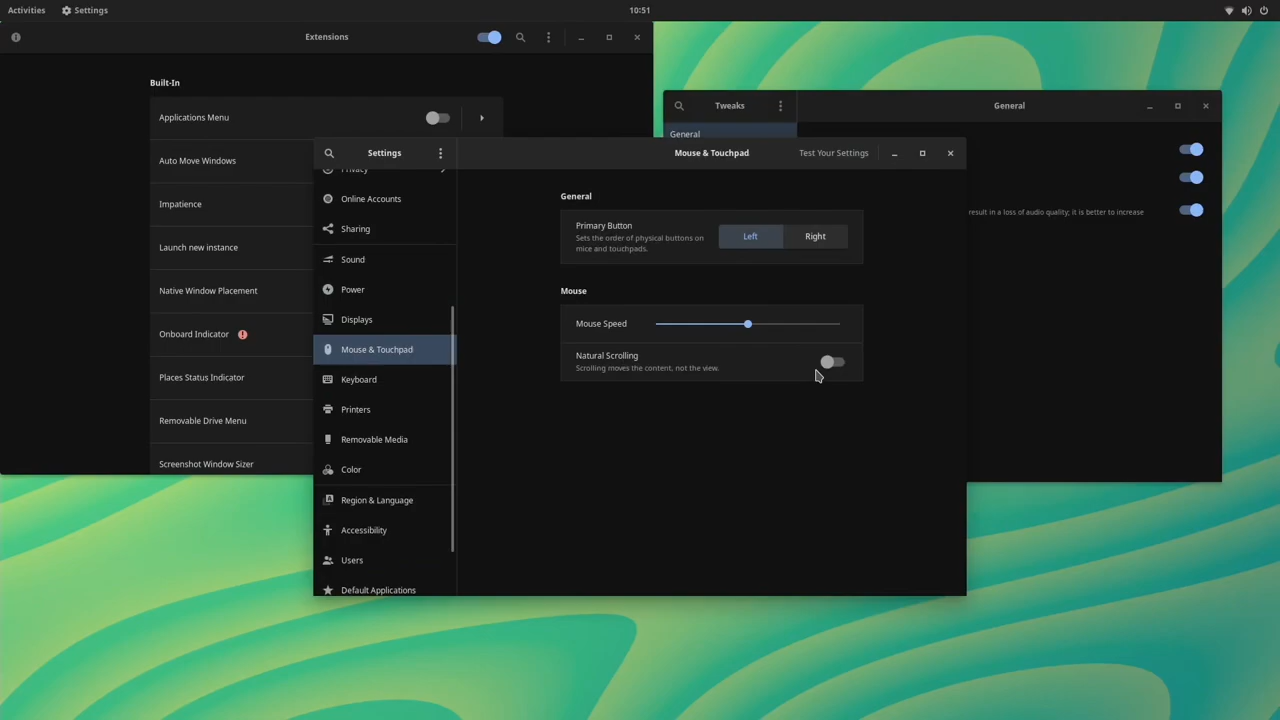 Activities
Settings
10:51
Extensions
Built-In
Applications Menu
Auto Move Windows
Impatience
Launch new instance
Native Window Placement
Onboard Indicator
Places Status Indicator
Removable Drive Menu
Screenshot Window Sizer
Tweaks
General
General
result in a loss of audio quality; it is better to increase
Settings
Mouse & Touchpad
Test Your Settings
Privacy
Online Accounts
Sharing
Sound
Power
Displays
Mouse & Touchpad
Keyboard
Printers
Removable Media
Color
Region & Language
Accessibility
Users
Default Applications
General
Primary Button
Sets the order of physical buttons on
mice and touchpads.
Left
Right
Mouse
Mouse Speed
Natural Scrolling
Scrolling moves the content, not the view.